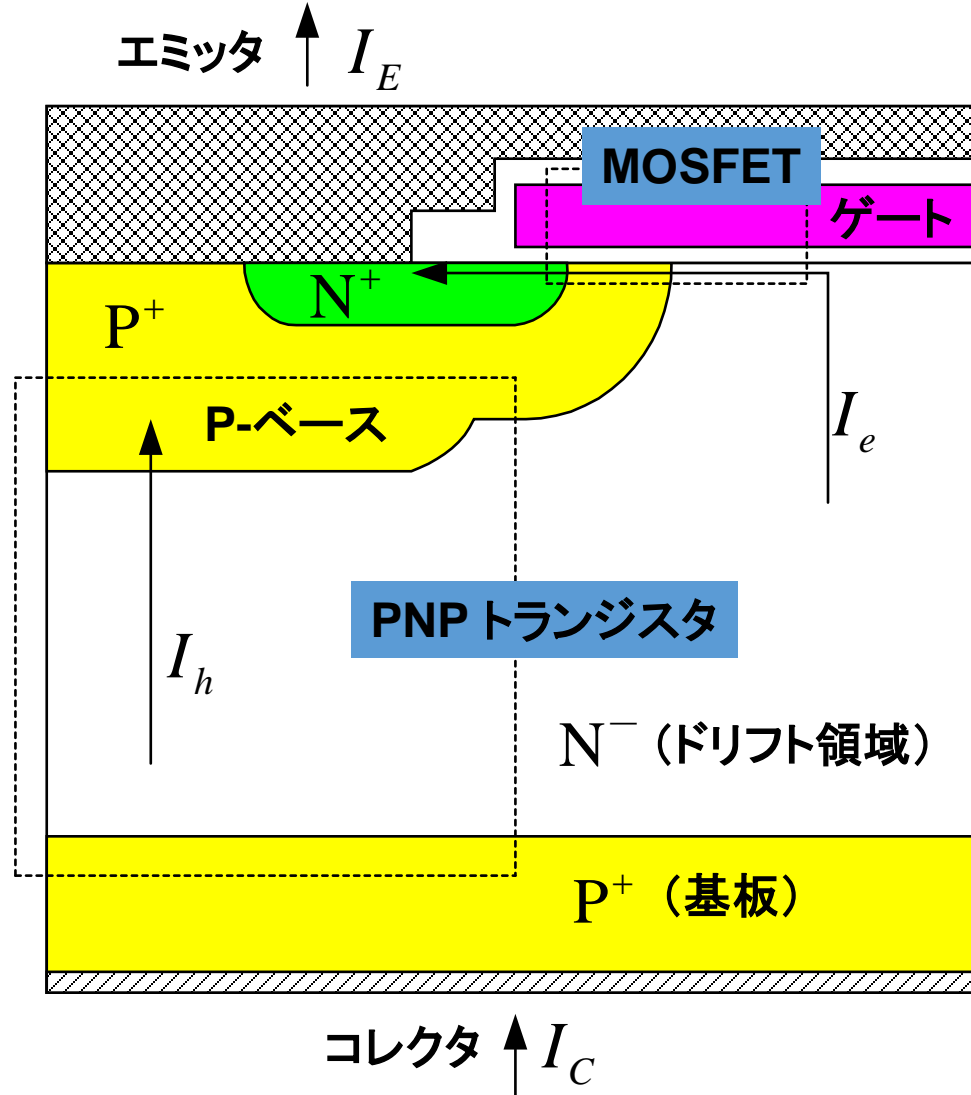 エミッタ
I_E
MOSFET
ゲート
N⁺
P⁺
P-ベース
I_e
PNP トランジスタ
I_h
N⁻（ドリフト領域）
P⁺（基板）
コレクタ
I_C